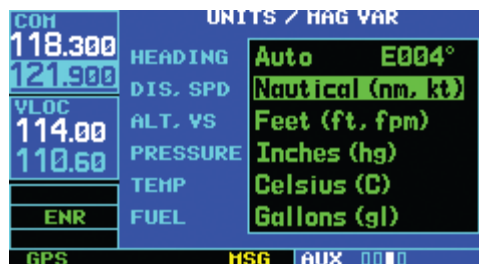 COM
118.300
121.900
VLOC
114.00
110.60
ENR
GPS
UNITS / MAG VAR
HEADING Auto E004°
DIS, SPD Nautical (nm, kt)
ALT, VS Feet (ft, fpm)
PRESSURE Inches (hg)
TEMP Celsius (C)
FUEL Gallons (gl)
MSG AUX